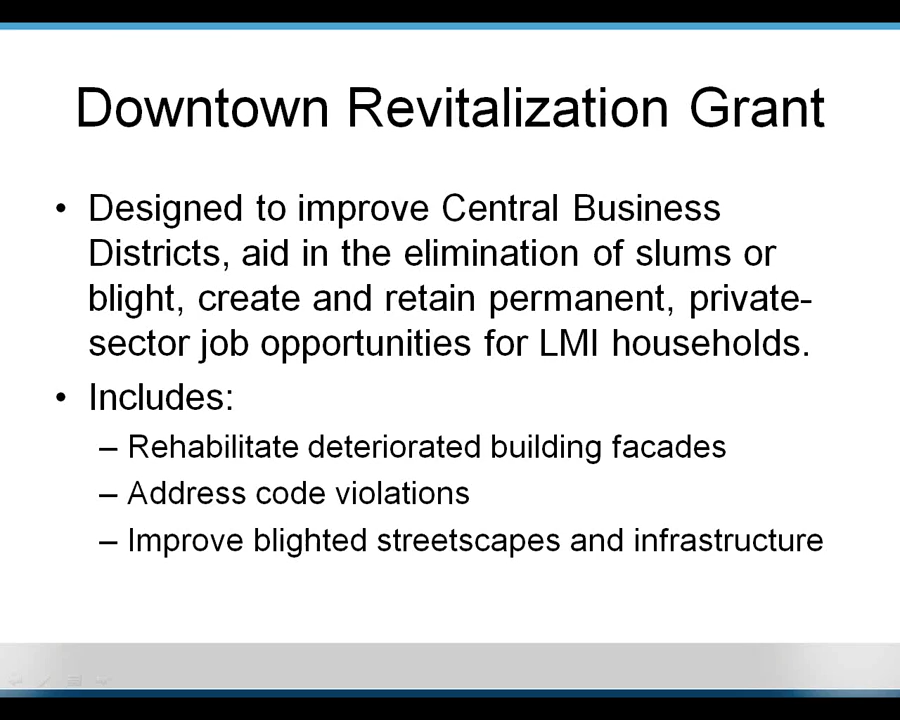 Downtown Revitalization Grant
• Designed to improve Central Business
Districts, aid in the elimination of slums or
blight, create and retain permanent, private-
sector job opportunities for LMI households.
• Includes:
– Rehabilitate deteriorated building facades
– Address code violations
– Improve blighted streetscapes and infrastructure